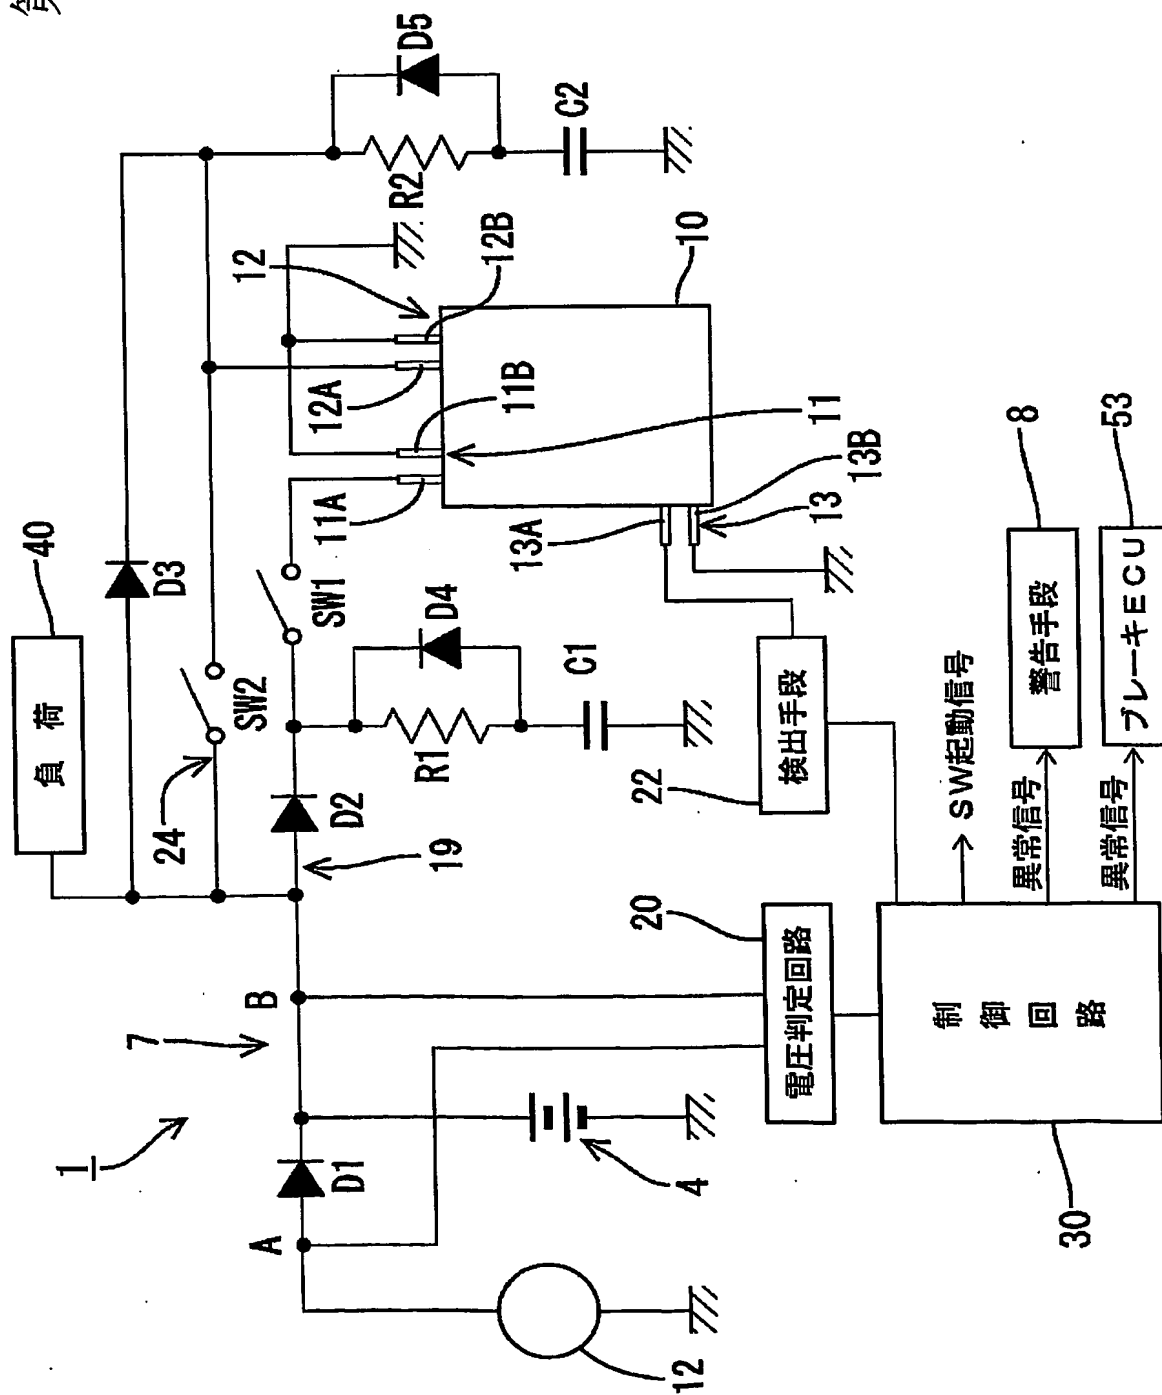 1
7
24
負荷
40
D3
SW2
19
D2
SW1
11A
11B
12A
12
12B
R2
D5
C2
R1
D4
C1
11
10
A
D1
B
4
12
13A
13B
13
電圧判定回路
20
検出手段
22
制御回路
30
SW起動信号
異常信号
警告手段
8
異常信号
ブレーキECU
53